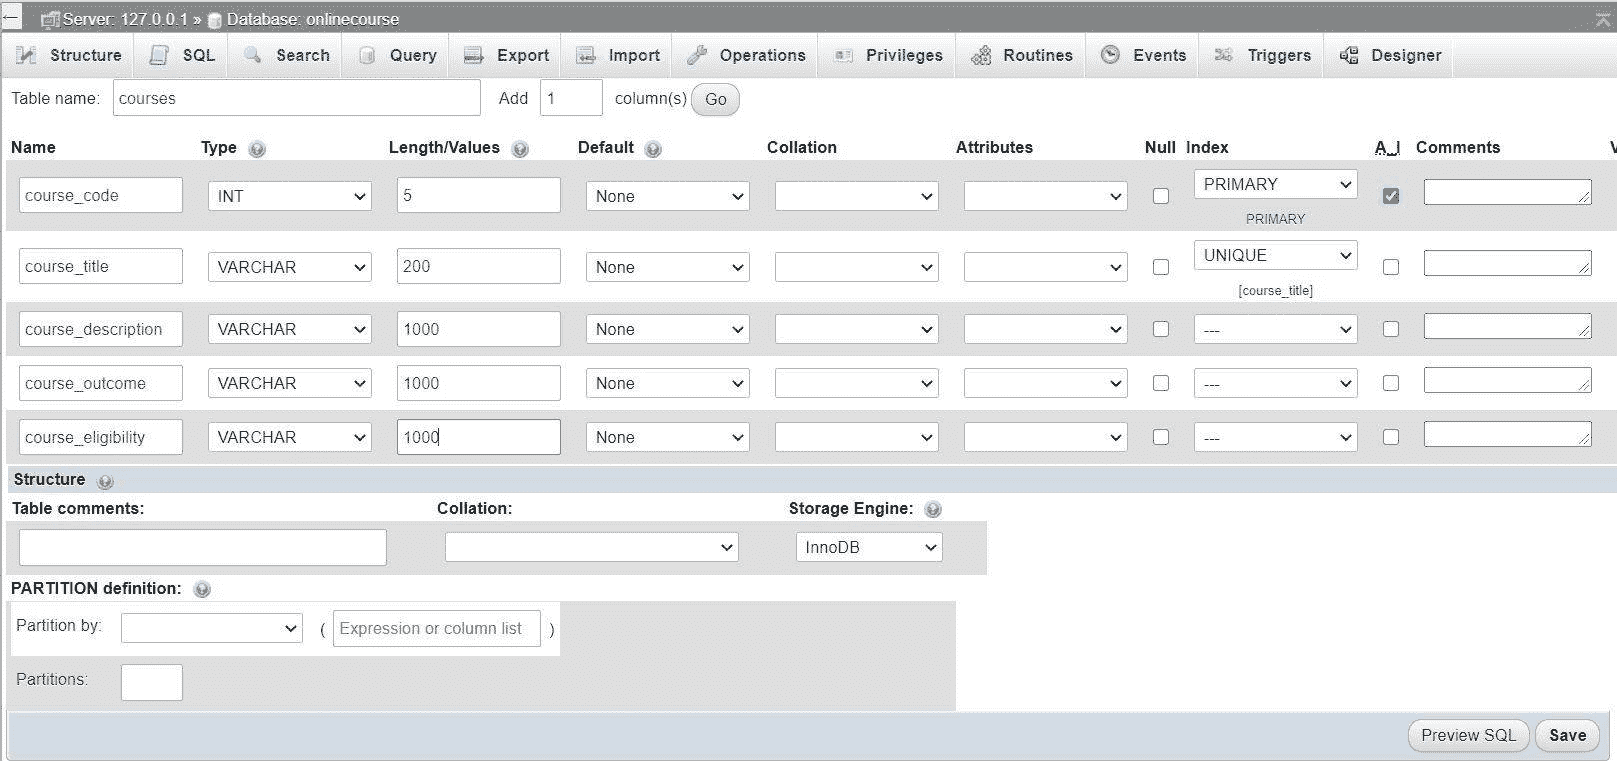 ← Server: 127.0.0.1 » Database: onlinecourse
Structure SQL Search Query Export Import Operations Privileges Routines Events Triggers Designer
Table name: courses Add 1 column(s) Go
Name Type Length/Values Default Collation Attributes Null Index A_I Comments V
course_code INT 5 None PRIMARY
PRIMARY
course_title VARCHAR 200 None UNIQUE
[course_title]
course_description VARCHAR 1000 None ---
course_outcome VARCHAR 1000 None ---
course_eligibility VARCHAR 1000 None ---
Structure
Table comments: Collation: Storage Engine:
InnoDB
PARTITION definition:
Partition by: ( Expression or column list )
Partitions:
Preview SQL Save